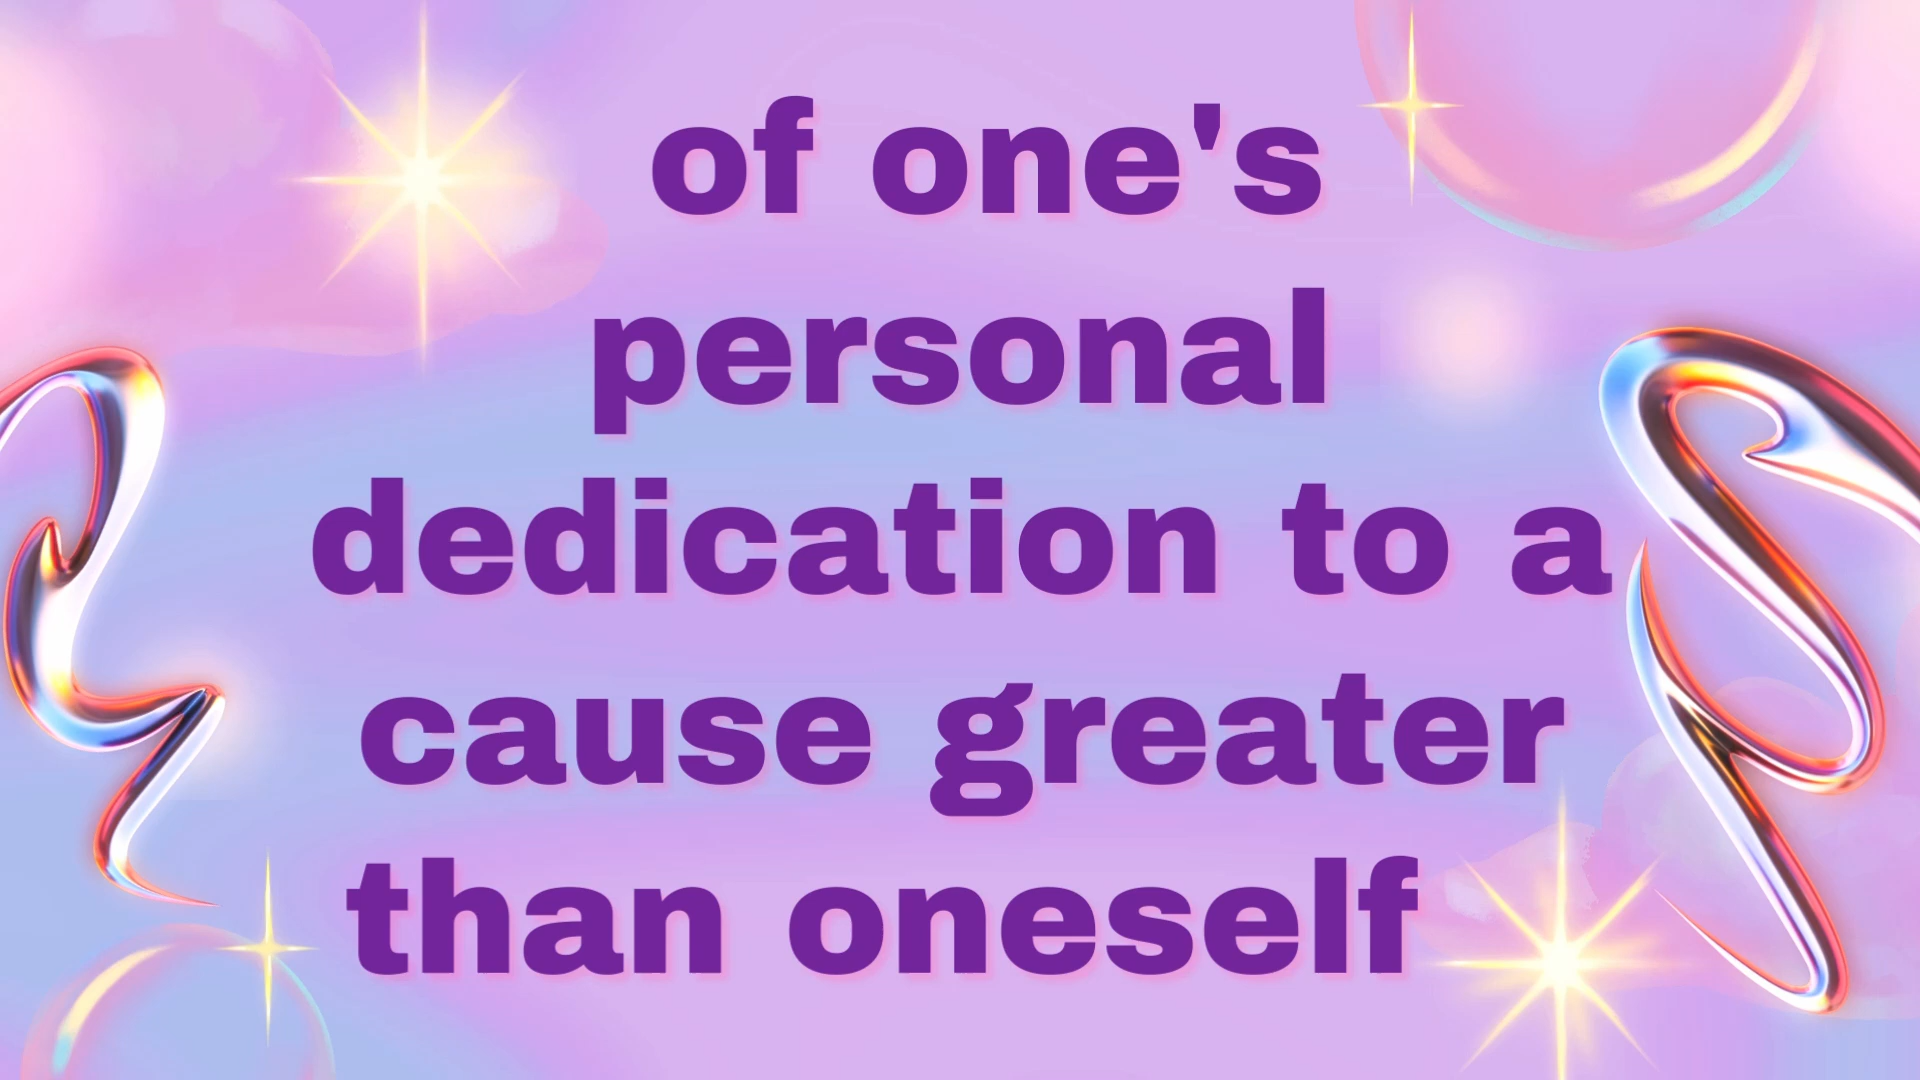 of one's
personal
dedication to a
cause greater
than oneself